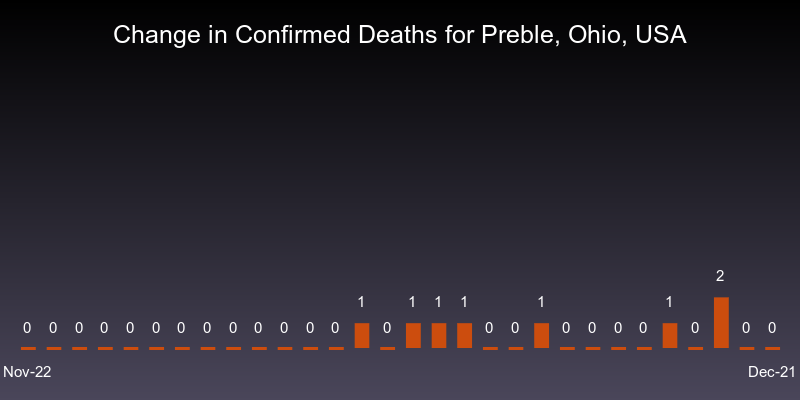 Change in Confirmed Deaths for Preble, Ohio, USA
2
1 1 1 1 1 1
0 0 0 0 0 0 0 0 0 0 0 0 0 0 0 0 0 0 0 0 0 0 0
Nov-22 Dec-21